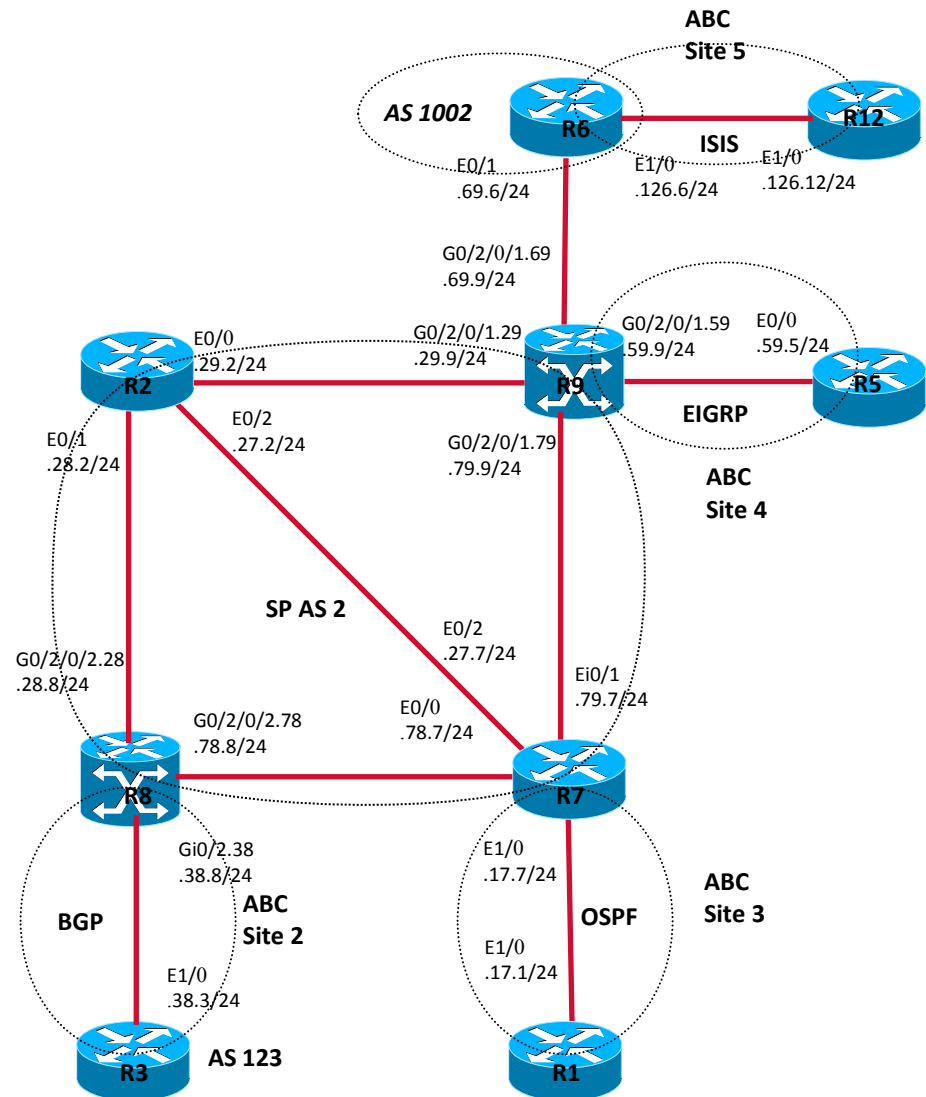 ABC
Site 5
AS 1002
R6
R12
ISIS
E0/1
.69.6/24
E1/0
.126.6/24
E1/0
.126.12/24
G0/2/0/1.69
.69.9/24
E0/0
.29.2/24
G0/2/0/1.29
.29.9/24
G0/2/0/1.59
.59.9/24
E0/0
.59.5/24
R2
R9
R5
E0/2
.27.2/24
EIGRP
E0/1
.28.2/24
G0/2/0/1.79
.79.9/24
ABC
Site 4
SP AS 2
E0/2
.27.7/24
G0/2/0/2.28
.28.8/24
Ei0/1
.79.7/24
G0/2/0/2.78
.78.8/24
E0/0
.78.7/24
R8
R7
Gi0/2.38
.38.8/24
E1/0
.17.7/24
ABC
Site 3
ABC
Site 2
BGP
OSPF
E1/0
.17.1/24
E1/0
.38.3/24
AS 123
R3
R1